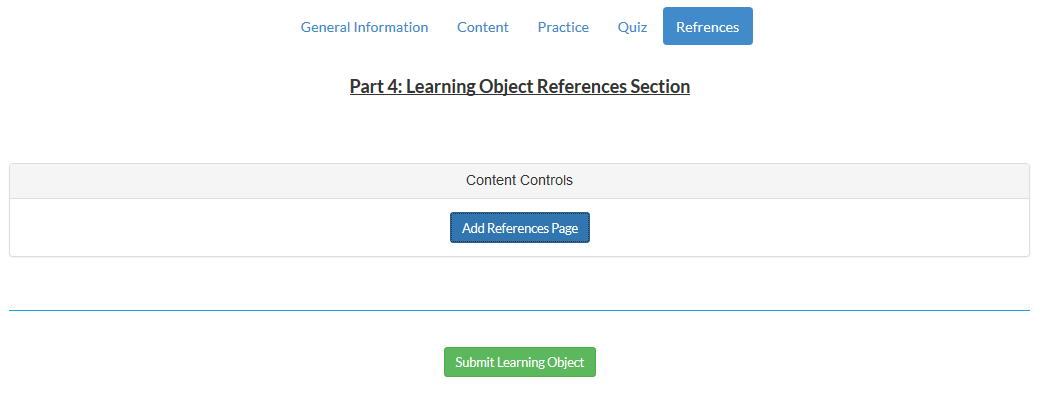 General Information Content Practice Quiz Refrences
Part 4: Learning Object References Section
Content Controls
Add References Page
Submit Learning Object